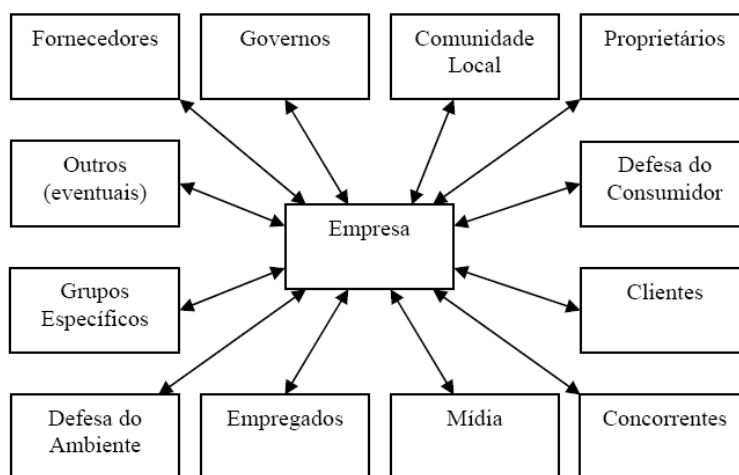 Fornecedores
Governos
Comunidade
Local
Proprietários
Outros
(eventuais)
Defesa do
Consumidor
Empresa
Grupos
Específicos
Clientes
Defesa do
Ambiente
Empregados
Mídia
Concorrentes